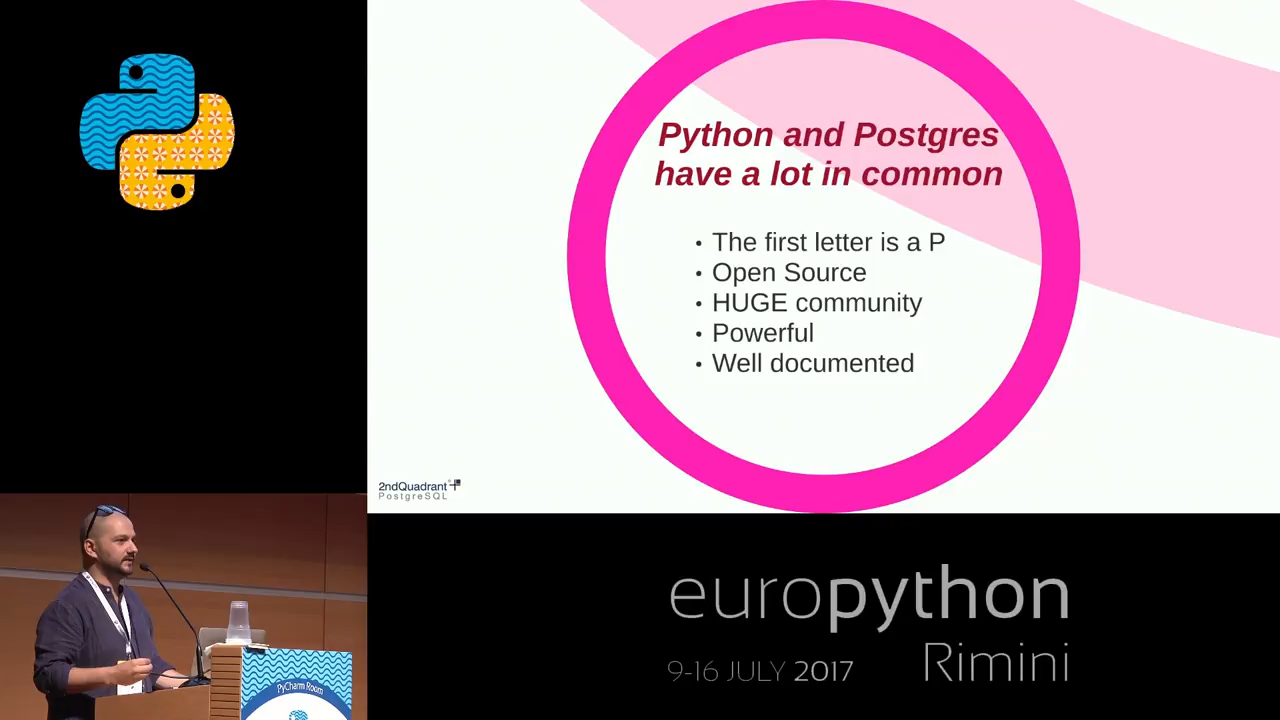 Python and Postgres
have a lot in common
• The first letter is a P
• Open Source
• HUGE community
• Powerful
• Well documented
2ndQuadrant
PostgreSQL
PyCharm Room
europython
Rimini
9-16 JULY 2017